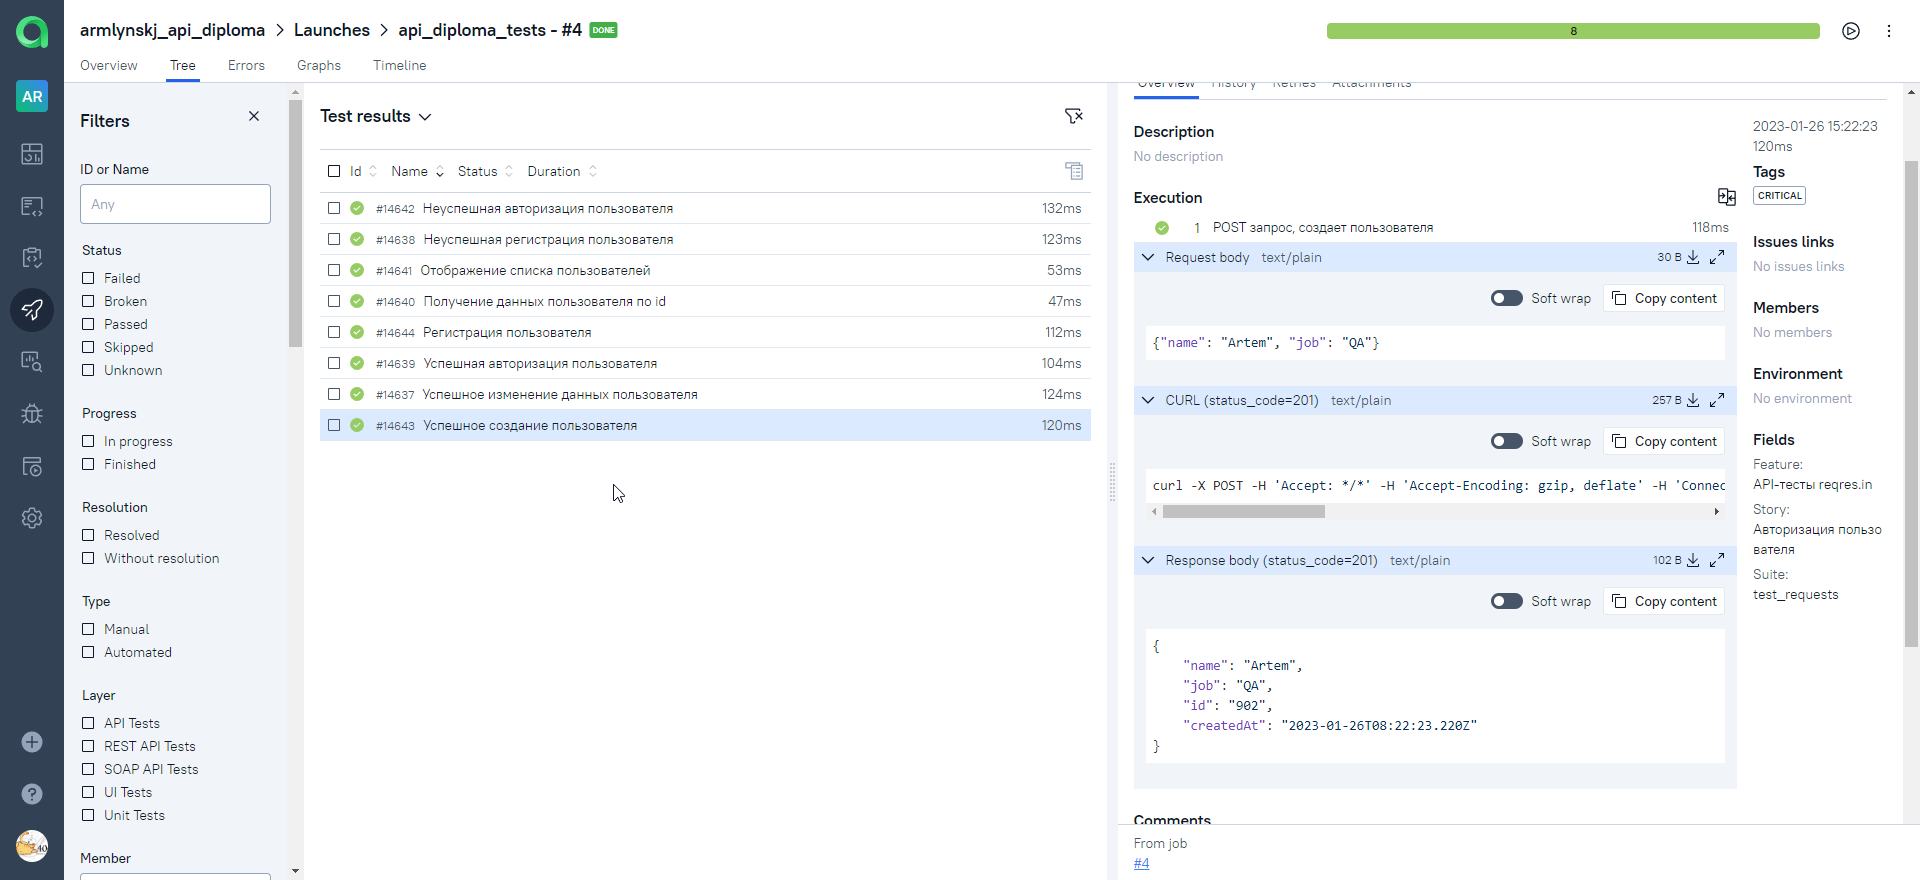 armlynskj_api_diploma > Launches > api_diploma_tests - #4 DONE
8
Overview Tree Errors Graphs Timeline
AR
Filters
ID or Name
Any
Status
Failed
Broken
Passed
Skipped
Unknown
Progress
In progress
Finished
Resolution
Resolved
Without resolution
Type
Manual
Automated
Layer
API Tests
REST API Tests
SOAP API Tests
UI Tests
Unit Tests
Member
Test results
Id Name Status Duration
#14642 Неуспешная авторизация пользователя 132ms
#14638 Неуспешная регистрация пользователя 123ms
#14641 Отображение списка пользователей 53ms
#14640 Получение данных пользователя по id 47ms
#14644 Регистрация пользователя 112ms
#14639 Успешная авторизация пользователя 104ms
#14637 Успешное изменение данных пользователя 124ms
#14643 Успешное создание пользователя 120ms
Overview History Retries Attachments
Description
No description
Execution
1 POST запрос, создает пользователя 118ms
Request body text/plain 30 B
Soft wrap Copy content
{"name": "Artem", "job": "QA"}
CURL (status_code=201) text/plain 257 B
Soft wrap Copy content
curl -X POST -H 'Accept: */*' -H 'Accept-Encoding: gzip, deflate' -H 'Connec
Response body (status_code=201) text/plain 102 B
Soft wrap Copy content
{
"name": "Artem",
"job": "QA",
"id": "902",
"createdAt": "2023-01-26T08:22:23.220Z"
}
Comments
From job
#4
2023-01-26 15:22:23
120ms
Tags
CRITICAL
Issues links
No issues links
Members
No members
Environment
No environment
Fields
Feature:
API-тесты reqres.in
Story:
Авторизация пользо
вателя
Suite:
test_requests